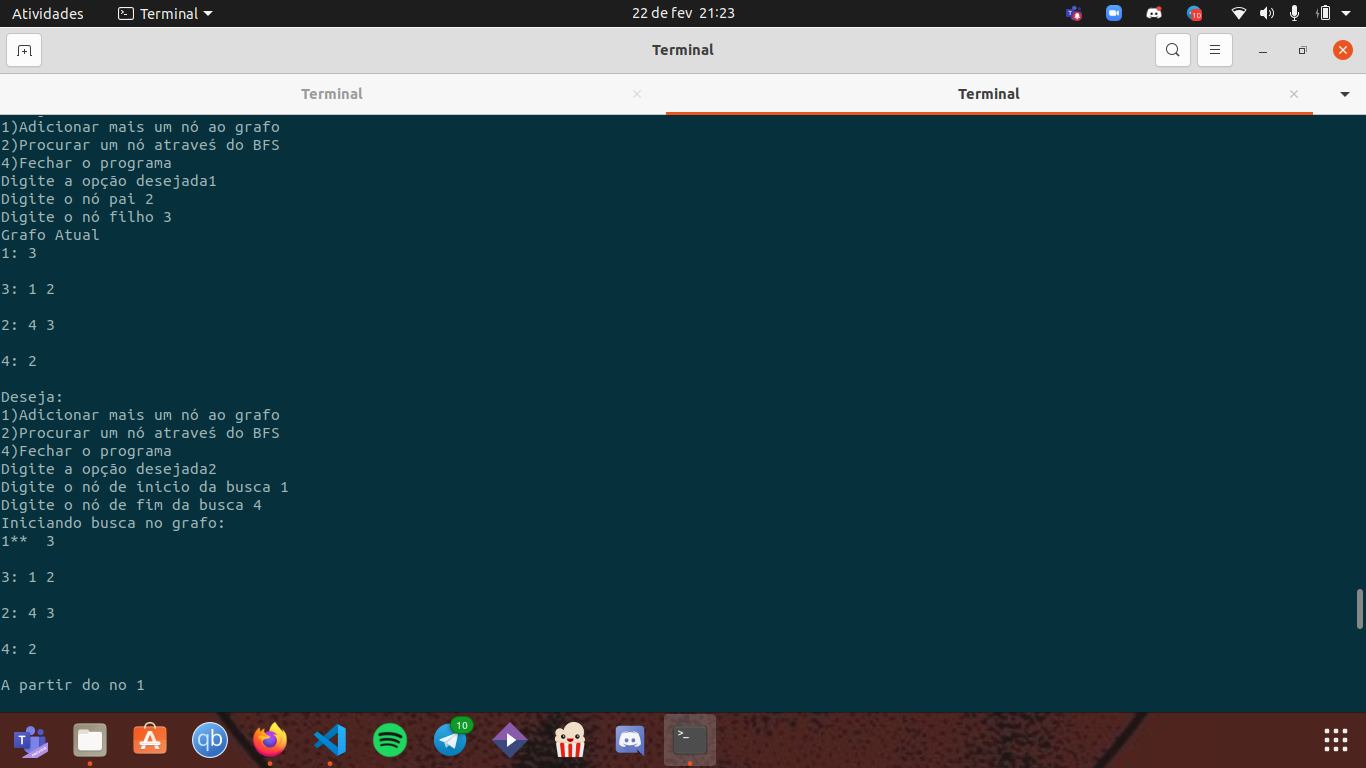 Atividades
Terminal
22 de fev 21:23
10
Terminal
Terminal
Terminal
1)Adicionar mais um nó ao grafo
2)Procurar um nó atraveś do BFS
4)Fechar o programa
Digite a opção desejada1
Digite o nó pai 2
Digite o nó filho 3
Grafo Atual
1: 3
3: 1 2
2: 4 3
4: 2
Deseja:
1)Adicionar mais um nó ao grafo
2)Procurar um nó atraveś do BFS
4)Fechar o programa
Digite a opção desejada2
Digite o nó de inicio da busca 1
Digite o nó de fim da busca 4
Iniciando busca no grafo:
1**  3
3: 1 2
2: 4 3
4: 2
A partir do no 1
T
qb
10
>_